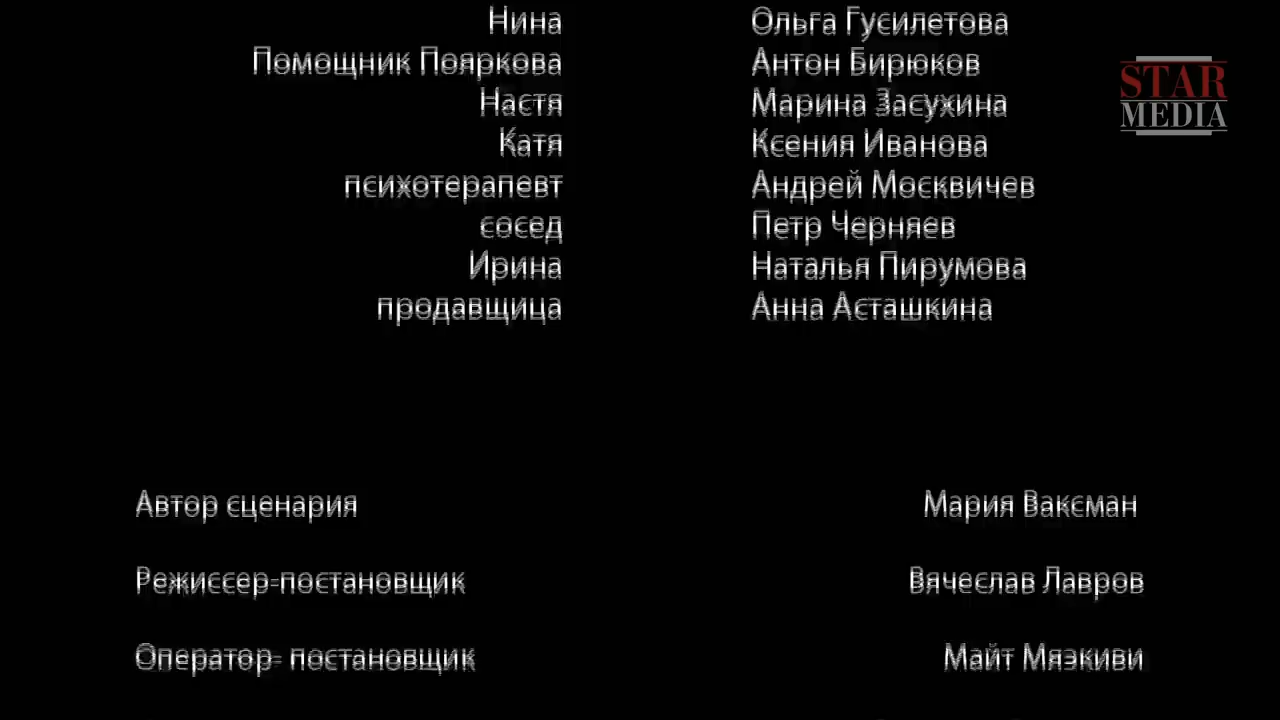 Нина Ольга Гусилетова
Помощник Пояркова Антон Бирюков
Настя Марина Засухина
Катя Ксения Иванова
психотерапевт Андрей Москвичев
сосед Петр Черняев
Ирина Наталья Пирумова
продавщица Анна Асташкина
STAR
MEDIA
Автор сценария Мария Ваксман
Режиссер-постановщик Вячеслав Лавров
Оператор- постановщик Майт Мяэкиви